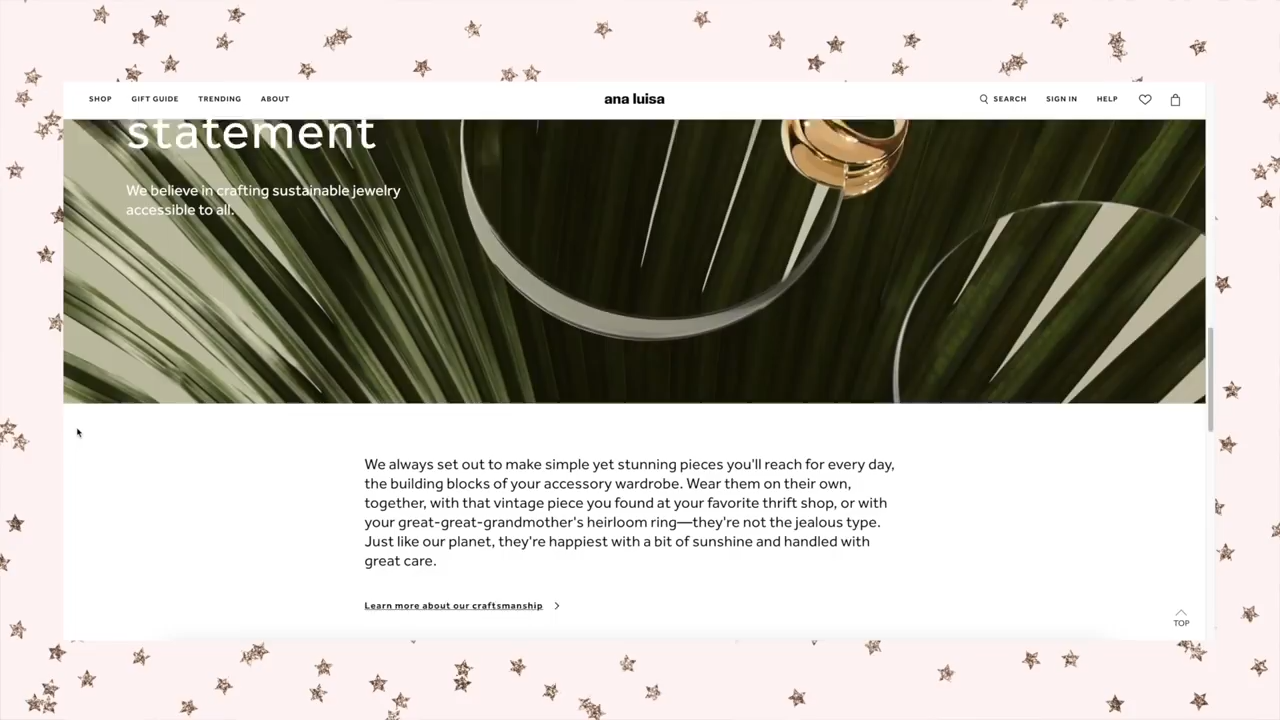 SHOP GIFT GUIDE TRENDING ABOUT ana luisa SEARCH SIGN IN HELP
statement
We believe in crafting sustainable jewelry
accessible to all.
We always set out to make simple yet stunning pieces you'll reach for every day,
the building blocks of your accessory wardrobe. Wear them on their own,
together, with that vintage piece you found at your favorite thrift shop, or with
your great-great-grandmother's heirloom ring—they're not the jealous type.
Just like our planet, they're happiest with a bit of sunshine and handled with
great care.
Learn more about our craftsmanship
TOP